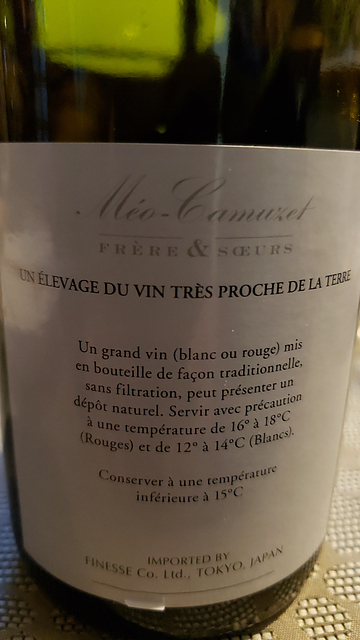 Méo-Camuzet
FRÈRE & SŒURS
UN ÉLEVAGE DU VIN TRÈS PROCHE DE LA TERRE
Un grand vin (blanc ou rouge) mis
en bouteille de façon traditionnelle,
sans filtration, peut présenter un
dépôt naturel. Servir avec précaution
à une température de 16° à 18°C
(Rouges) et de 12° à 14°C (Blancs).
Conserver à une température
inférieure à 15°C
IMPORTED BY
FINESSE Co. Ltd., TOKYO, JAPAN